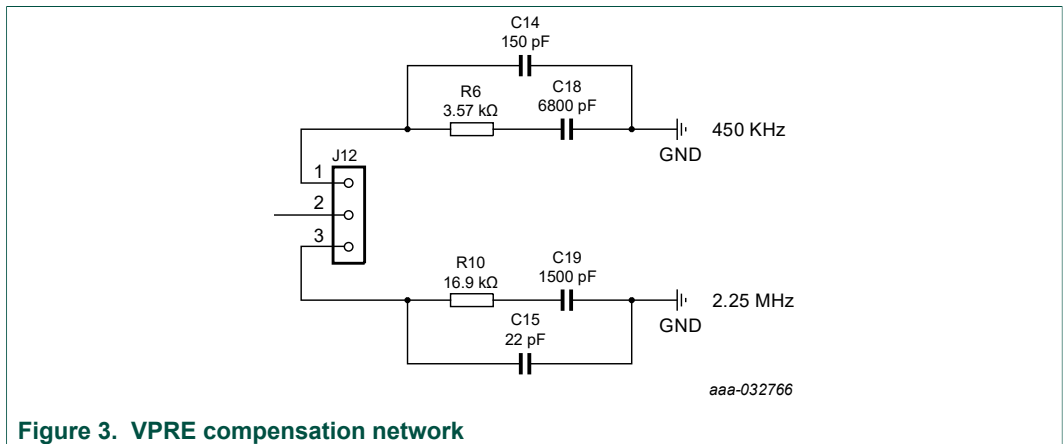 C14
150 pF
R6
3.57 kΩ
C18
6800 pF
450 KHz
GND
J12
1
2
3
R10
16.9 kΩ
C19
1500 pF
2.25 MHz
GND
C15
22 pF
aaa-032766
Figure 3. VPRE compensation network